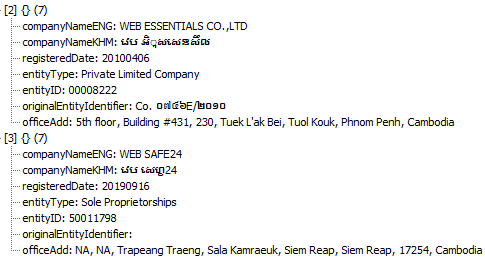 [2] {} (7)
companyNameENG: WEB ESSENTIALS CO.,LTD
companyNameKHM: វេប អិុសសេនសឹល
registeredDate: 20100406
entityType: Private Limited Company
entityID: 00008222
originalEntityIdentifier: Co. ០៧៤៦E/២០១០
officeAdd: 5th floor, Building #431, 230, Tuek L'ak Bei, Tuol Kouk, Phnom Penh, Cambodia
[3] {} (7)
companyNameENG: WEB SAFE24
companyNameKHM: វេប សេហ្វ24
registeredDate: 20190916
entityType: Sole Proprietorships
entityID: 50011798
originalEntityIdentifier:
officeAdd: NA, NA, Trapeang Traeng, Sala Kamraeuk, Siem Reap, Siem Reap, 17254, Cambodia